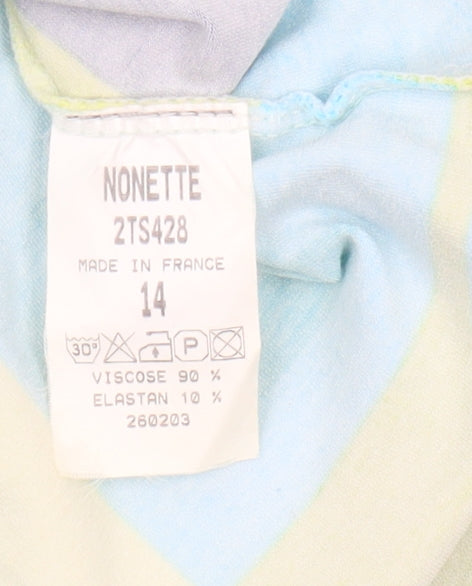 NONETTE
2TS428
MADE IN FRANCE
14
30° P
VISCOSE 90 %
ELASTAN 10 %
260203